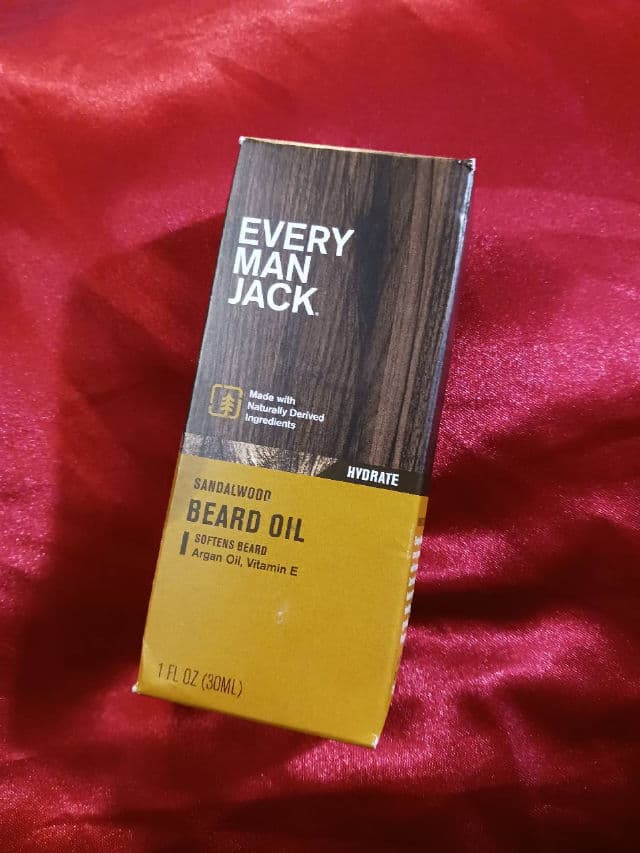 EVERY
MAN
JACK.
Made with
Naturally Derived
Ingredients
HYDRATE
SANDALWOOD
BEARD OIL
SOFTENS BEARD
Argan Oil, Vitamin E
1 FL OZ (30ML)